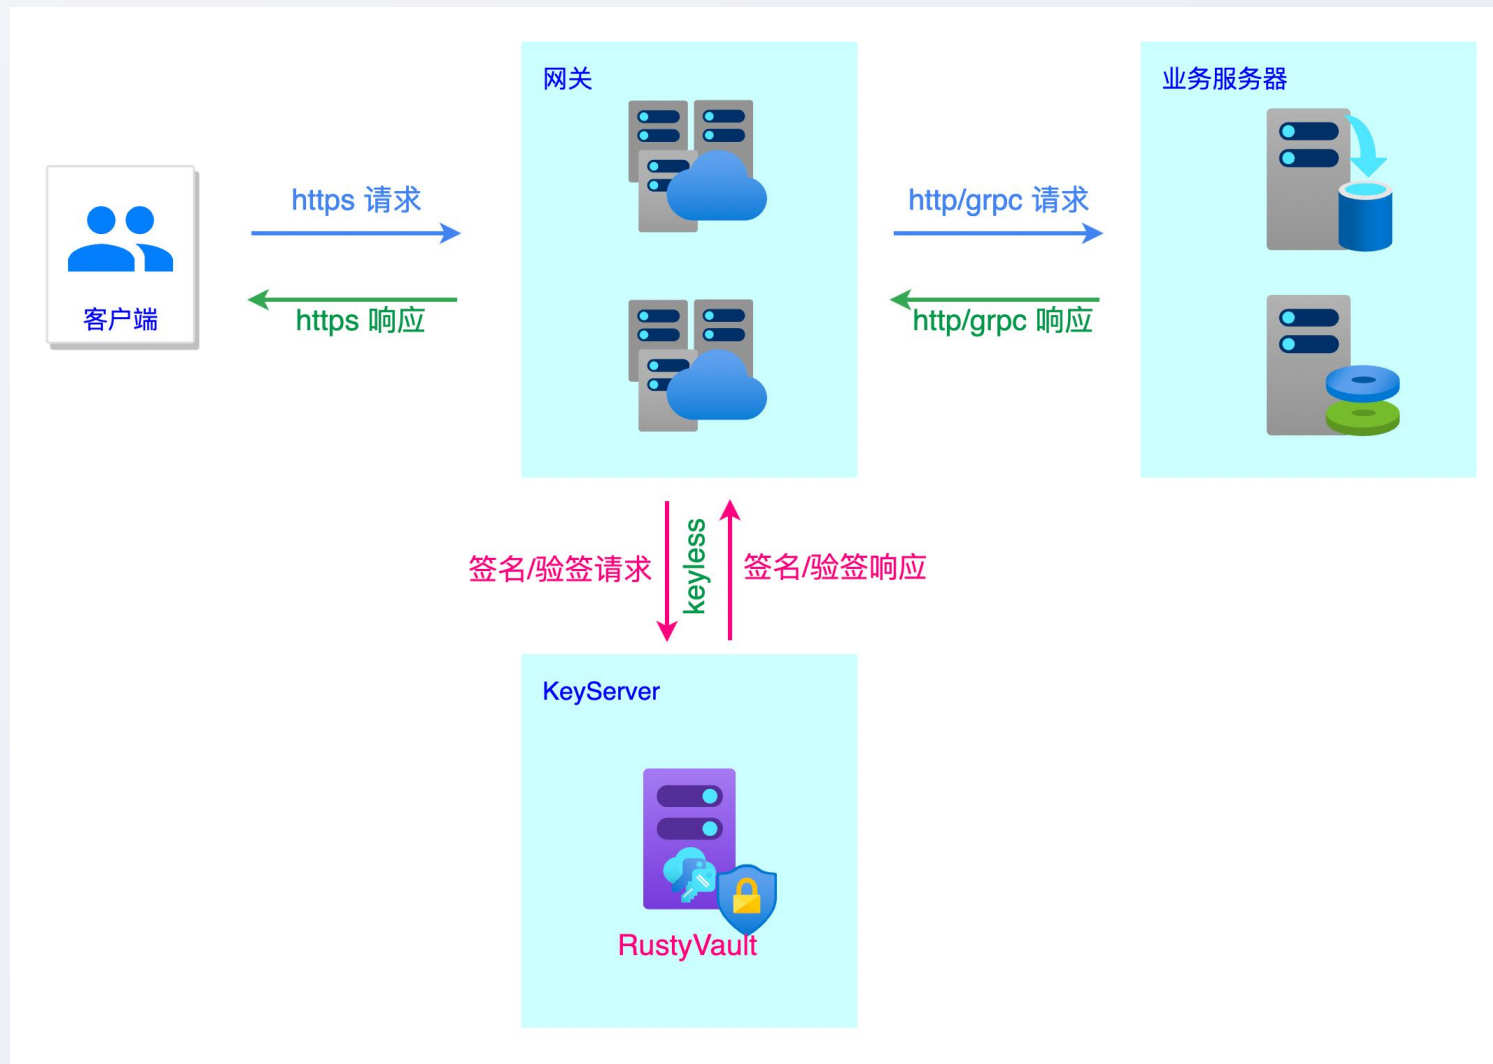 网关
业务服务器
https 请求
http/grpc 请求
客户端
https 响应
http/grpc 响应
签名/验签请求
keyless
签名/验签响应
KeyServer
RustyVault